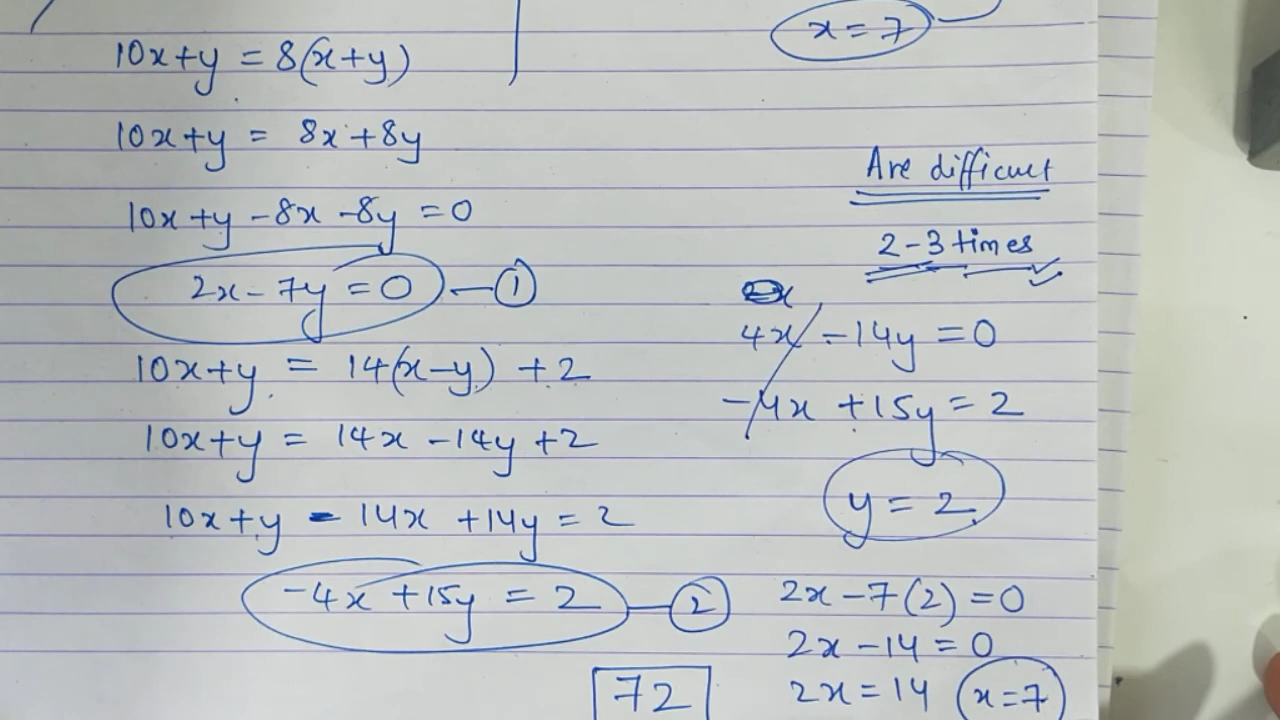 10x+y = 8(x+y)
10x+y = 8x+8y
10x+y-8x-8y=0
2x-7y=0 —①
10x+y = 14(x-y)+2
10x+y = 14x-14y+2
10x+y-14x+14y=2
-4x+15y=2 —②
72
x=7
Are difficult
2-3 times
4x-14y=0
-4x+15y=2
y=2
2x-7(2)=0
2x-14=0
2x=14 x=7